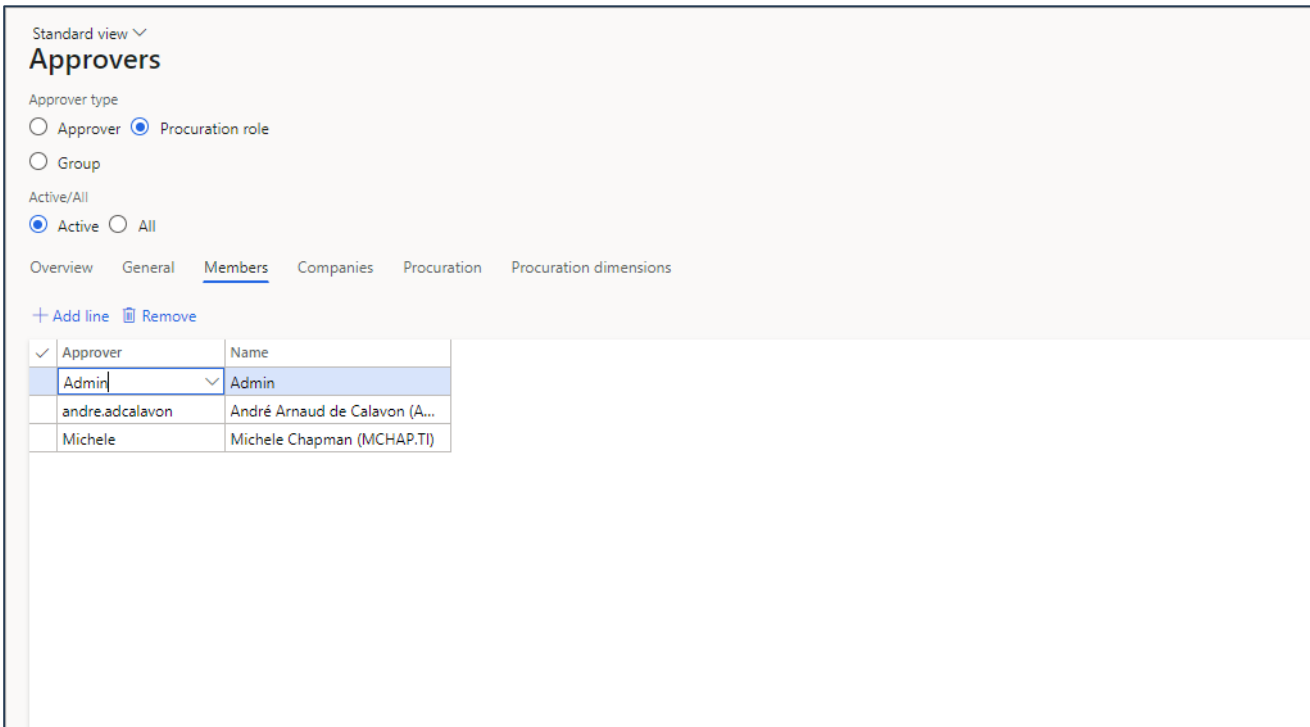 Standard view
Approvers
Approver type
Approver Procuration role
Group
Active/All
Active All
Overview General Members Companies Procuration Procuration dimensions
+ Add line Remove
Approver Name
Admin Admin
andre.adcalavon André Arnaud de Calavon (A...
Michele Michele Chapman (MCHAP.TI)